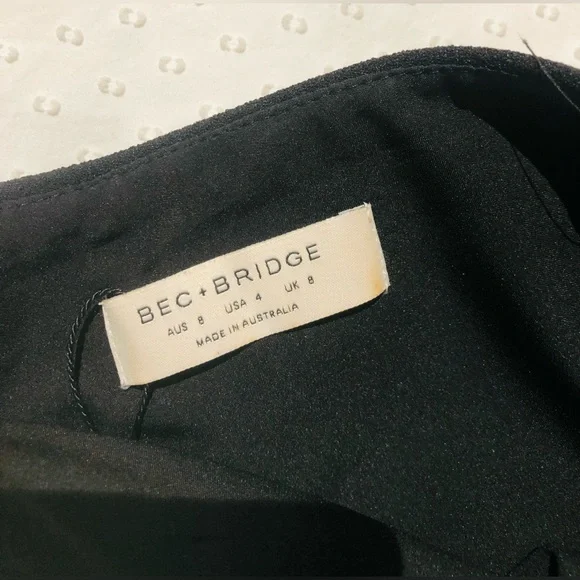 BEC + BRIDGE
AUS 8 USA 4 UK 8
MADE IN AUSTRALIA